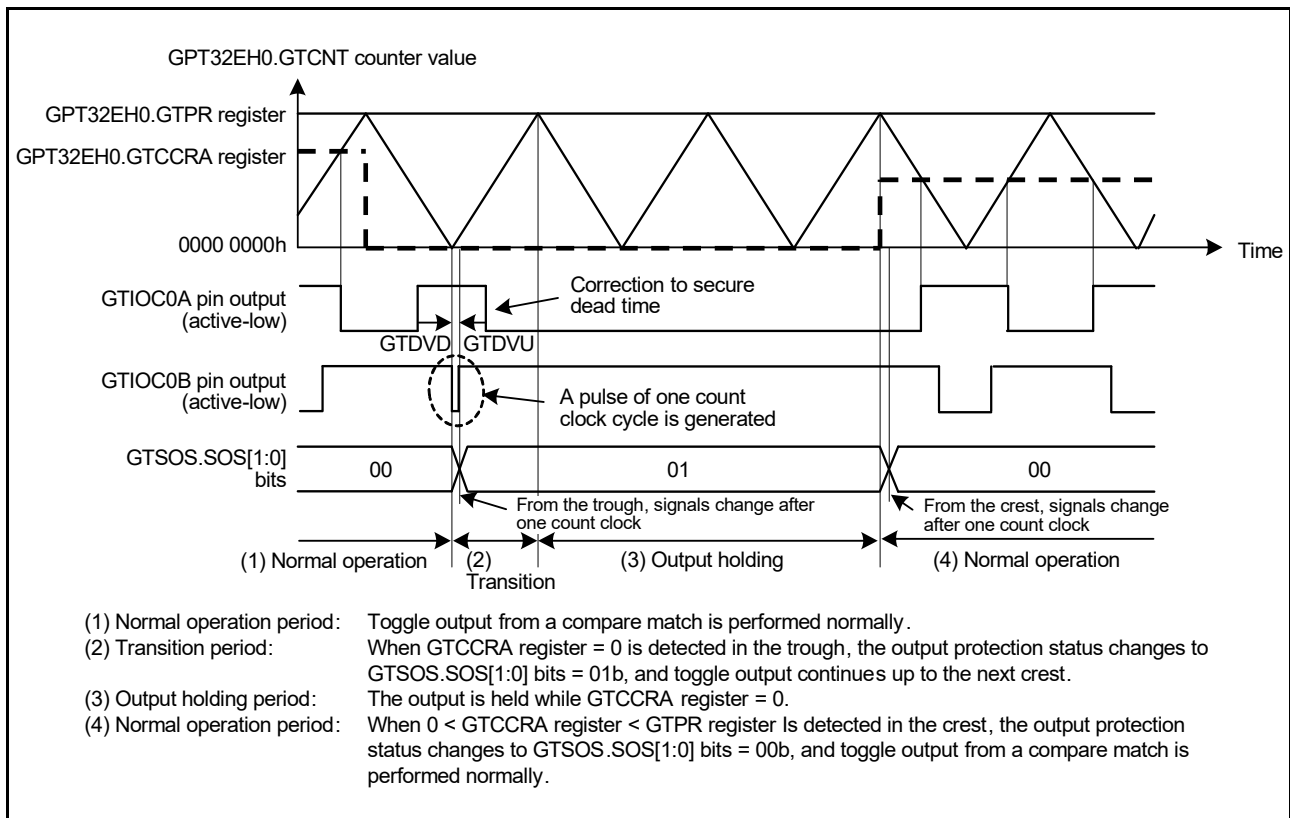 GPT32EH0.GTCNT counter value
GPT32EH0.GTPR register
GPT32EH0.GTCCRA register
0000 0000h
Time
GTIOC0A pin output
(active-low)
Correction to secure
dead time
GTDVD
GTDVU
GTIOC0B pin output
(active-low)
A pulse of one count
clock cycle is generated
GTSOS.SOS[1:0]
bits
00
01
00
From the trough, signals change after
one count clock
From the crest, signals change
after one count clock
(1) Normal operation
(2)
Transition
(3) Output holding
(4) Normal operation
(1) Normal operation period: Toggle output from a compare match is performed normally.
(2) Transition period: When GTCCRA register = 0 is detected in the trough, the output protection status changes to
GTSOS.SOS[1:0] bits = 01b, and toggle output continues up to the next crest.
(3) Output holding period: The output is held while GTCCRA register = 0.
(4) Normal operation period: When 0 < GTCCRA register < GTPR register Is detected in the crest, the output protection
status changes to GTSOS.SOS[1:0] bits = 00b, and toggle output from a compare match is
performed normally.